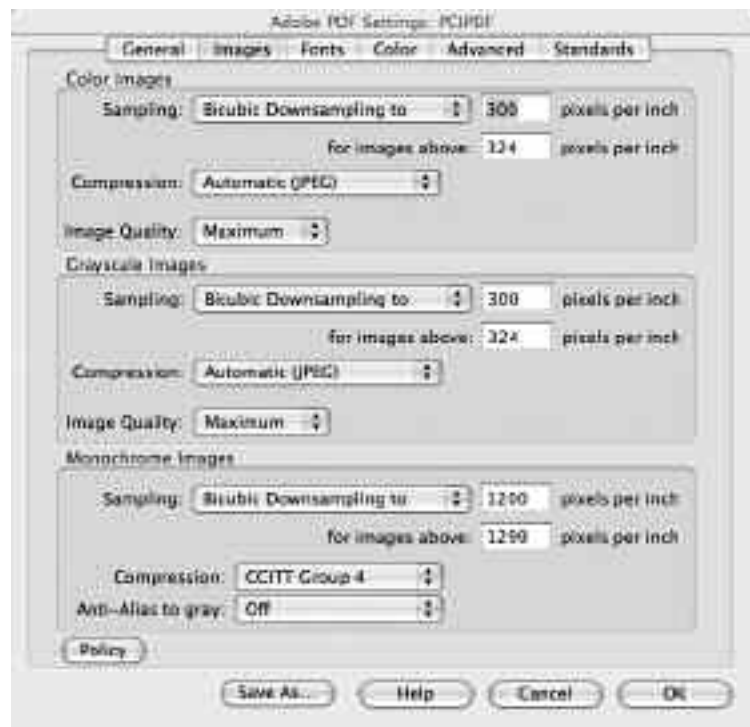 Adobe PDF Settings: PCIPDF
General Images Fonts Color Advanced Standards
Color Images
Sampling: Bicubic Downsampling to 300 pixels per inch
for images above: 324 pixels per inch
Compression: Automatic (JPEG)
Image Quality: Maximum
Grayscale Images
Sampling: Bicubic Downsampling to 300 pixels per inch
for images above: 324 pixels per inch
Compression: Automatic (JPEG)
Image Quality: Maximum
Monochrome Images
Sampling: Bicubic Downsampling to 1200 pixels per inch
for images above: 1290 pixels per inch
Compression: CCITT Group 4
Anti-Alias to gray: Off
Policy
Save As... Help Cancel OK